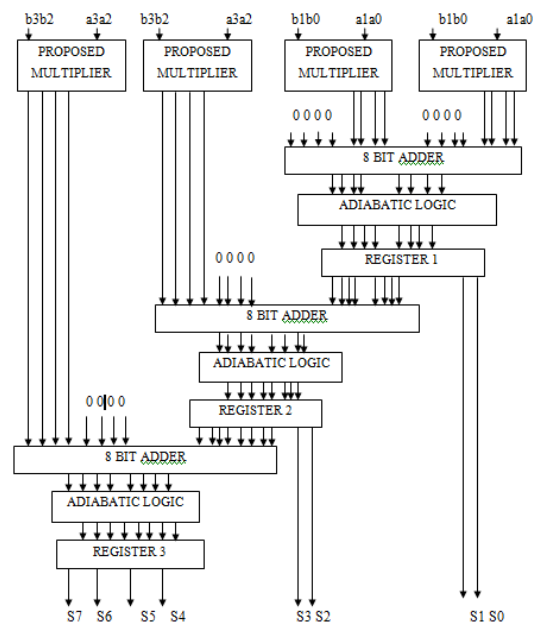 b3b2 a3a2 b3b2 a3a2 b1b0 a1a0 b1b0 a1a0
PROPOSED MULTIPLIER
PROPOSED MULTIPLIER
PROPOSED MULTIPLIER
PROPOSED MULTIPLIER
0 0 0 0 0 0 0 0
8 BIT ADDER
ADIABATIC LOGIC
REGISTER 1
0 0 0 0
8 BIT ADDER
ADIABATIC LOGIC
REGISTER 2
0 0 0 0
8 BIT ADDER
ADIABATIC LOGIC
REGISTER 3
S7 S6 S5 S4 S3 S2 S1 S0